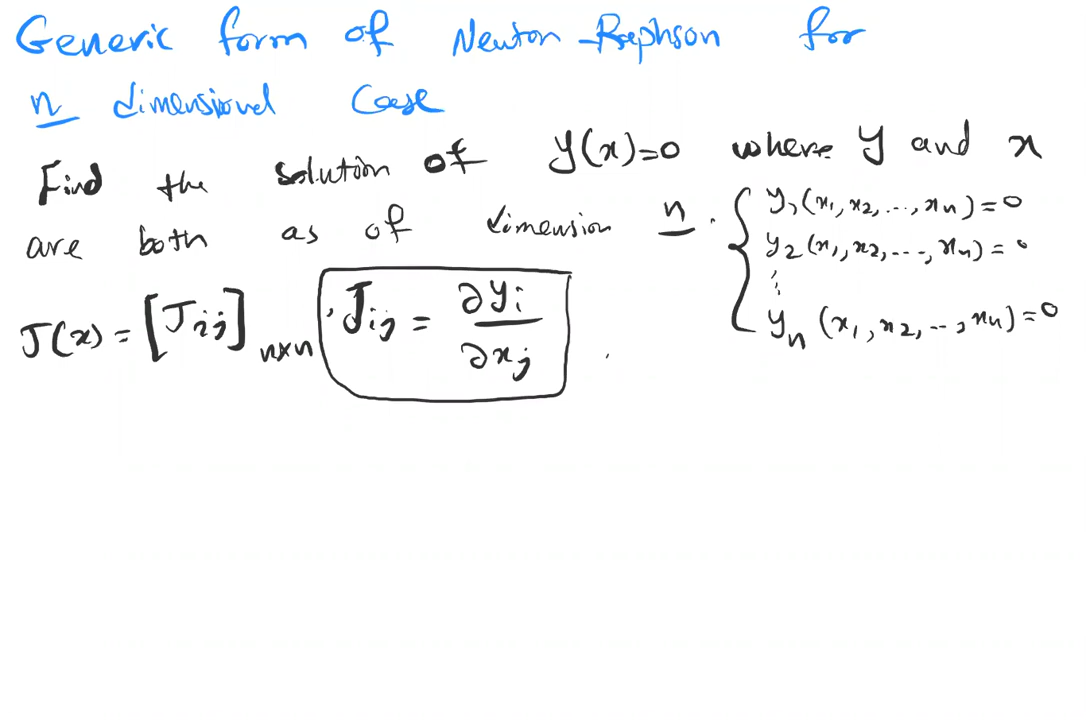 Generic form of Newton-Raphson for
n dimensional Case
Find the solution of y(x)=0 where y and x
are both as of dimension n.
y₁(x₁,x₂,...,xₙ)=0
y₂(x₁,x₂,...,xₙ)=0
⋮
yₙ(x₁,x₂,...,xₙ)=0
J(x)=[Jᵢⱼ]ₙₓₙ, Jᵢⱼ = ∂yᵢ/∂xⱼ.